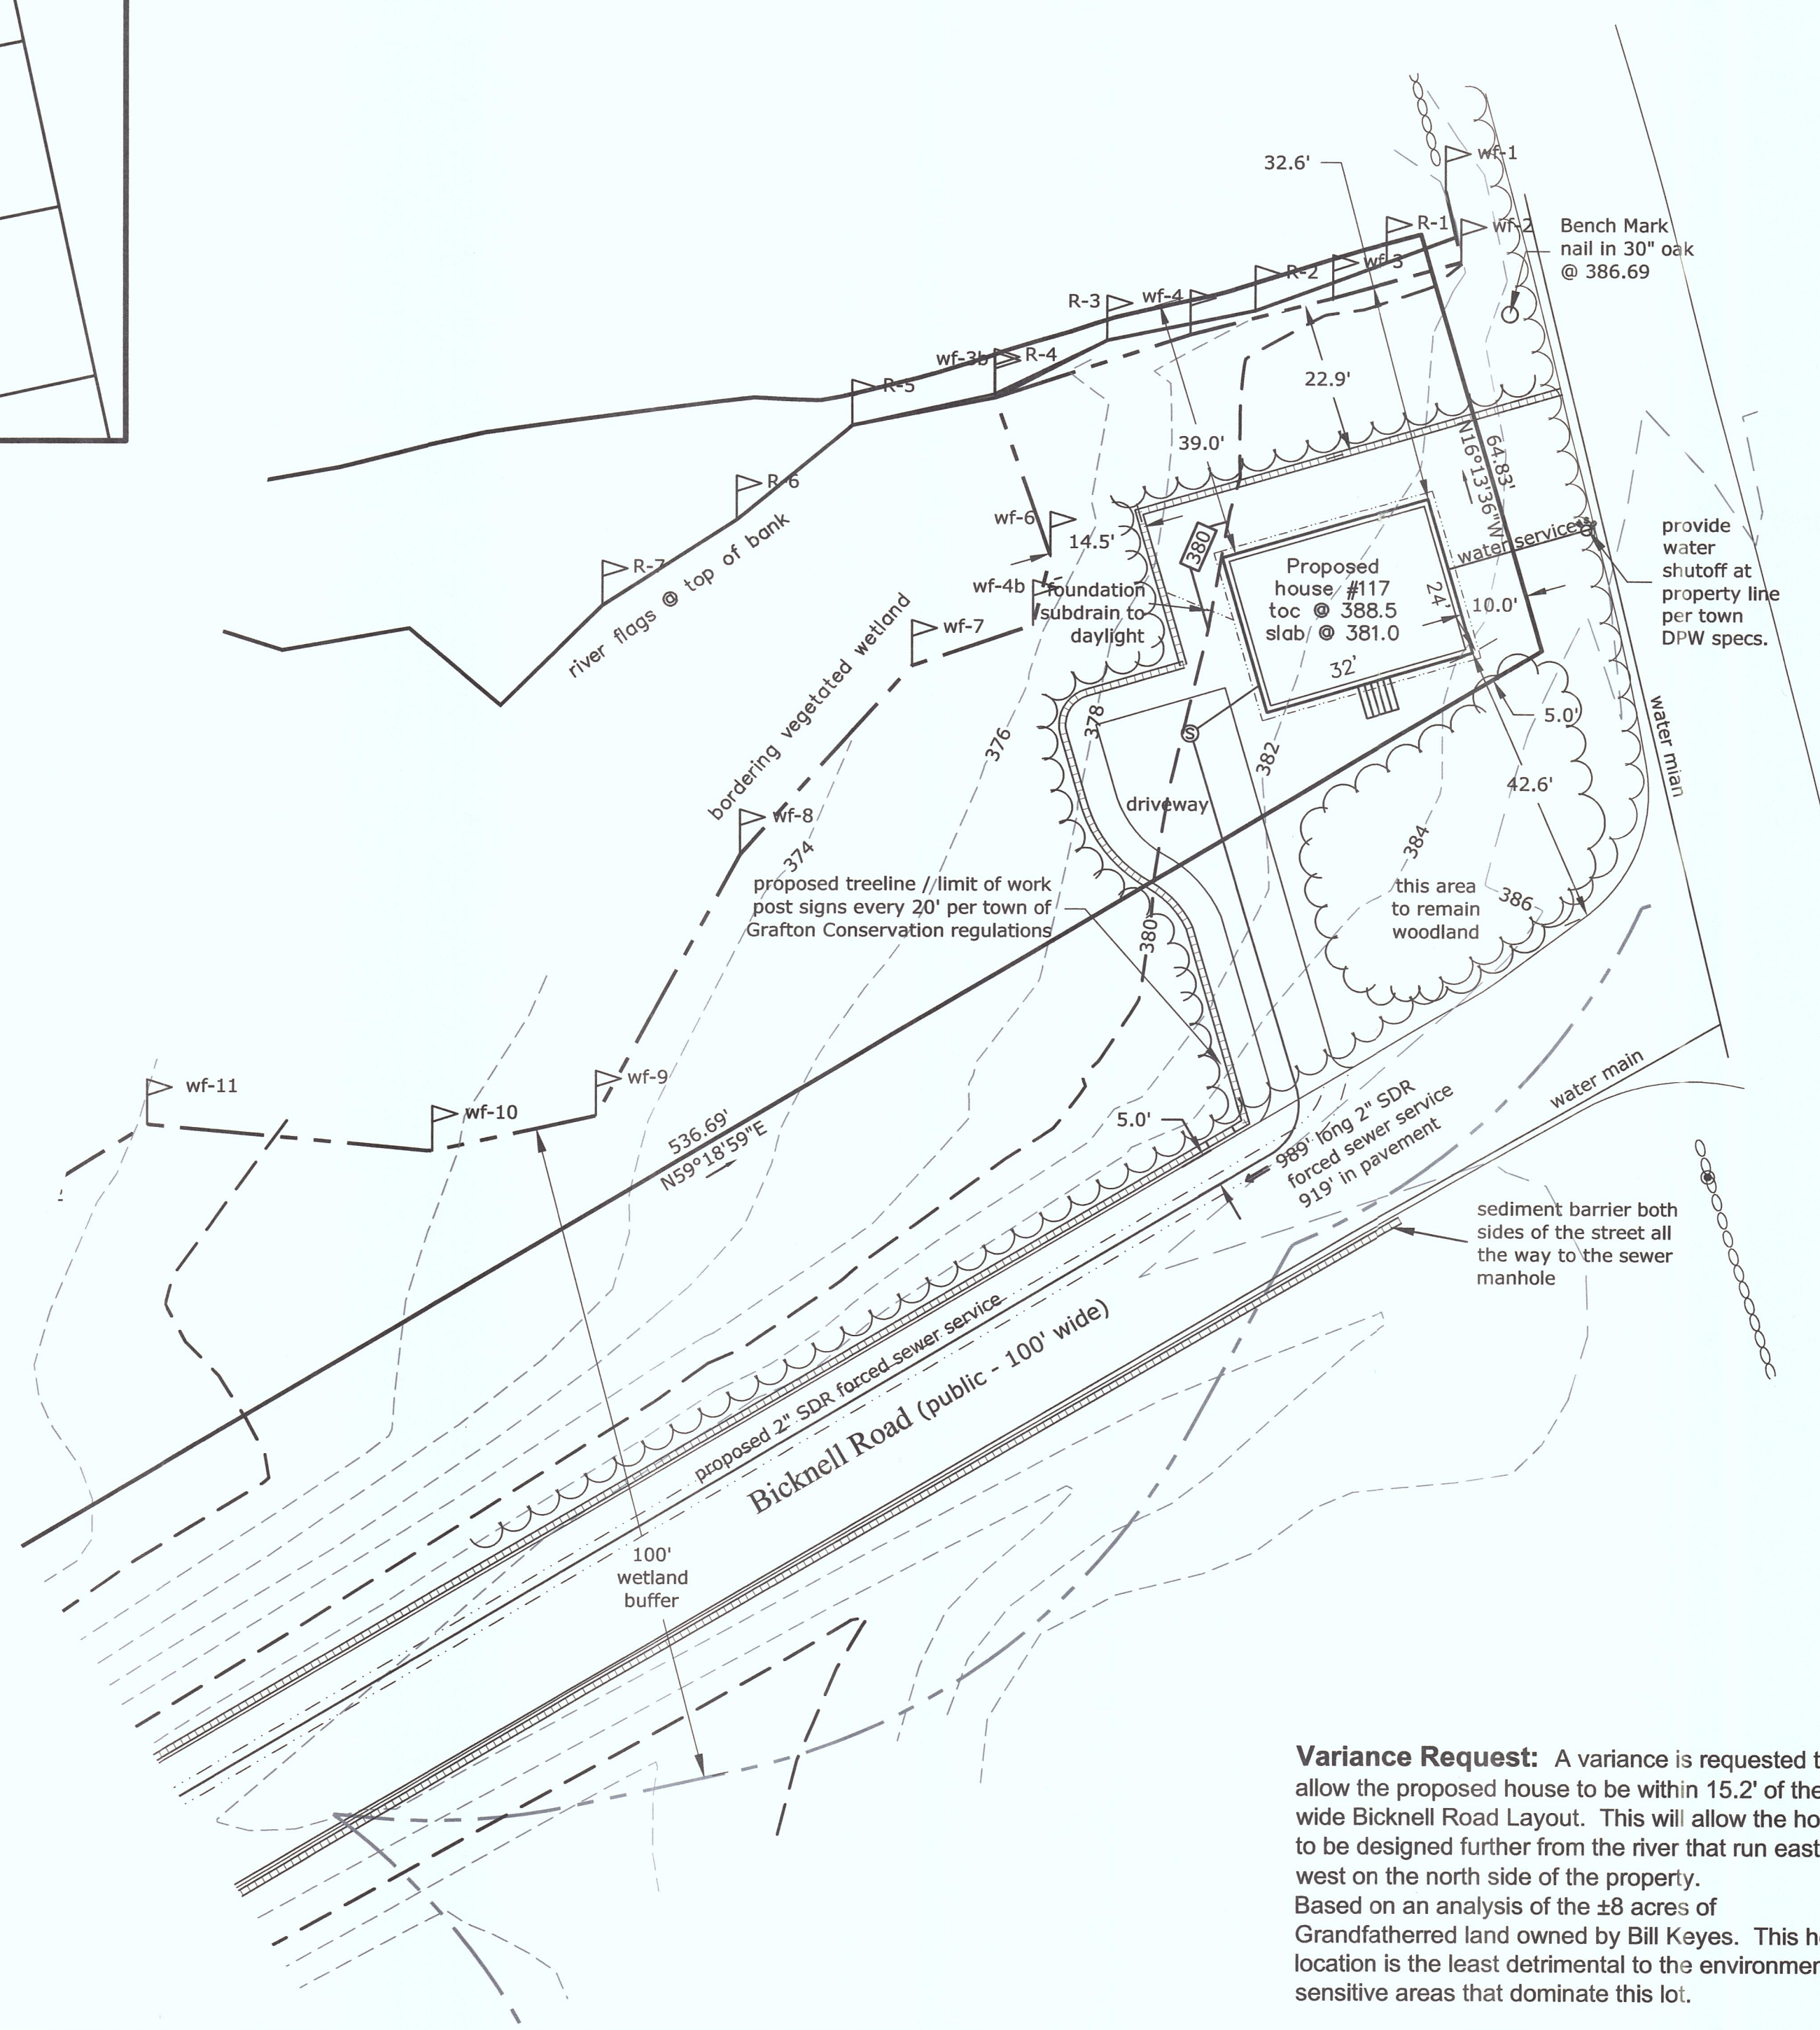 wf-1
32.6'
R-1
wf-2
Bench Mark
nail in 30" oak
@ 386.69
wf-3
R-2
R-3
wf-4
wf-3b
R-4
R-5
22.9'
39.0'
N16°13'36"W
64.83'
R-6
wf-6
14.5'
380
water service
provide
water
shutoff at
property line
per town
DPW specs.
R-7
river flags @ top of bank
wf-4b
foundation
subdrain to
daylight
Proposed
house #117
toc @ 388.5
slab @ 381.0
24'
10.0'
32'
wf-7
bordering vegetated wetland
376
378
382
5.0'
water mian
42.6'
driveway
wf-8
374
384
proposed treeline / limit of work
post signs every 20' per town of
Grafton Conservation regulations
380
this area
to remain
woodland
386
wf-11
wf-10
wf-9
536.69'
N59°18'59"E
5.0'
989' long 2" SDR
forced sewer service
919' in pavement
water main
sediment barrier both
sides of the street all
the way to the sewer
manhole
proposed 2" SDR forced sewer service
Bicknell Road (public - 100' wide)
S
100'
wetland
buffer
Variance Request: A variance is requested t
allow the proposed house to be within 15.2' of the
wide Bicknell Road Layout. This will allow the ho
to be designed further from the river that run east
west on the north side of the property.
Based on an analysis of the ±8 acres of
Grandfatherred land owned by Bill Keyes. This h
location is the least detrimental to the environmen
sensitive areas that dominate this lot.